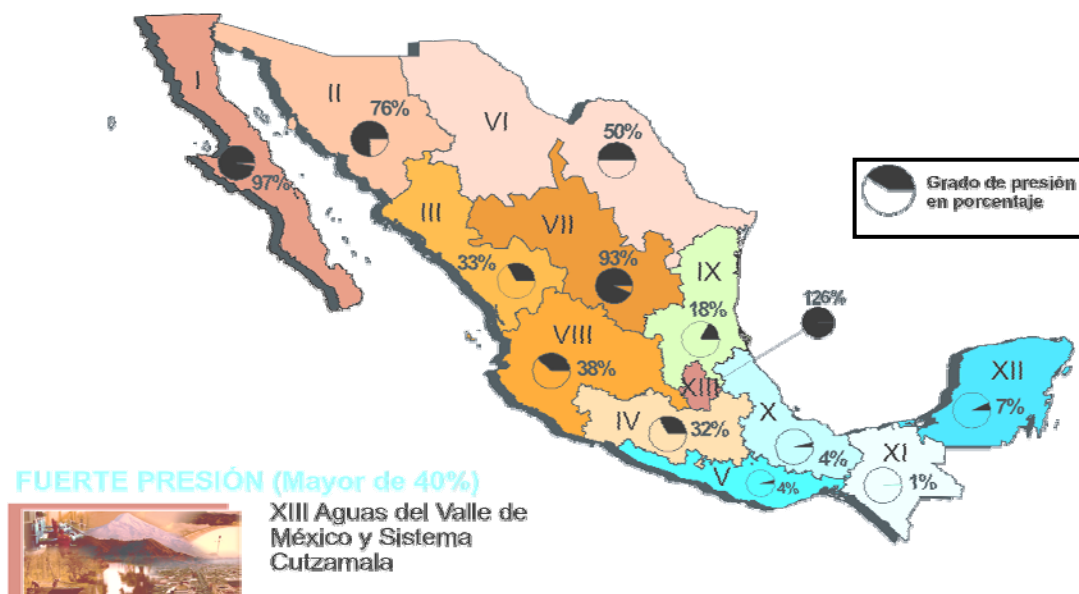 I
II
76%
VI
50%
97%
Grado de presión
en porcentaje
III
VII
33%
93%
IX
126%
18%
VIII
38%
XIII
XII
7%
IV
32%
X
4%
XI
1%
V
4%
FUERTE PRESIÓN (Mayor de 40%)
XIII Aguas del Valle de
México y Sistema
Cutzamala